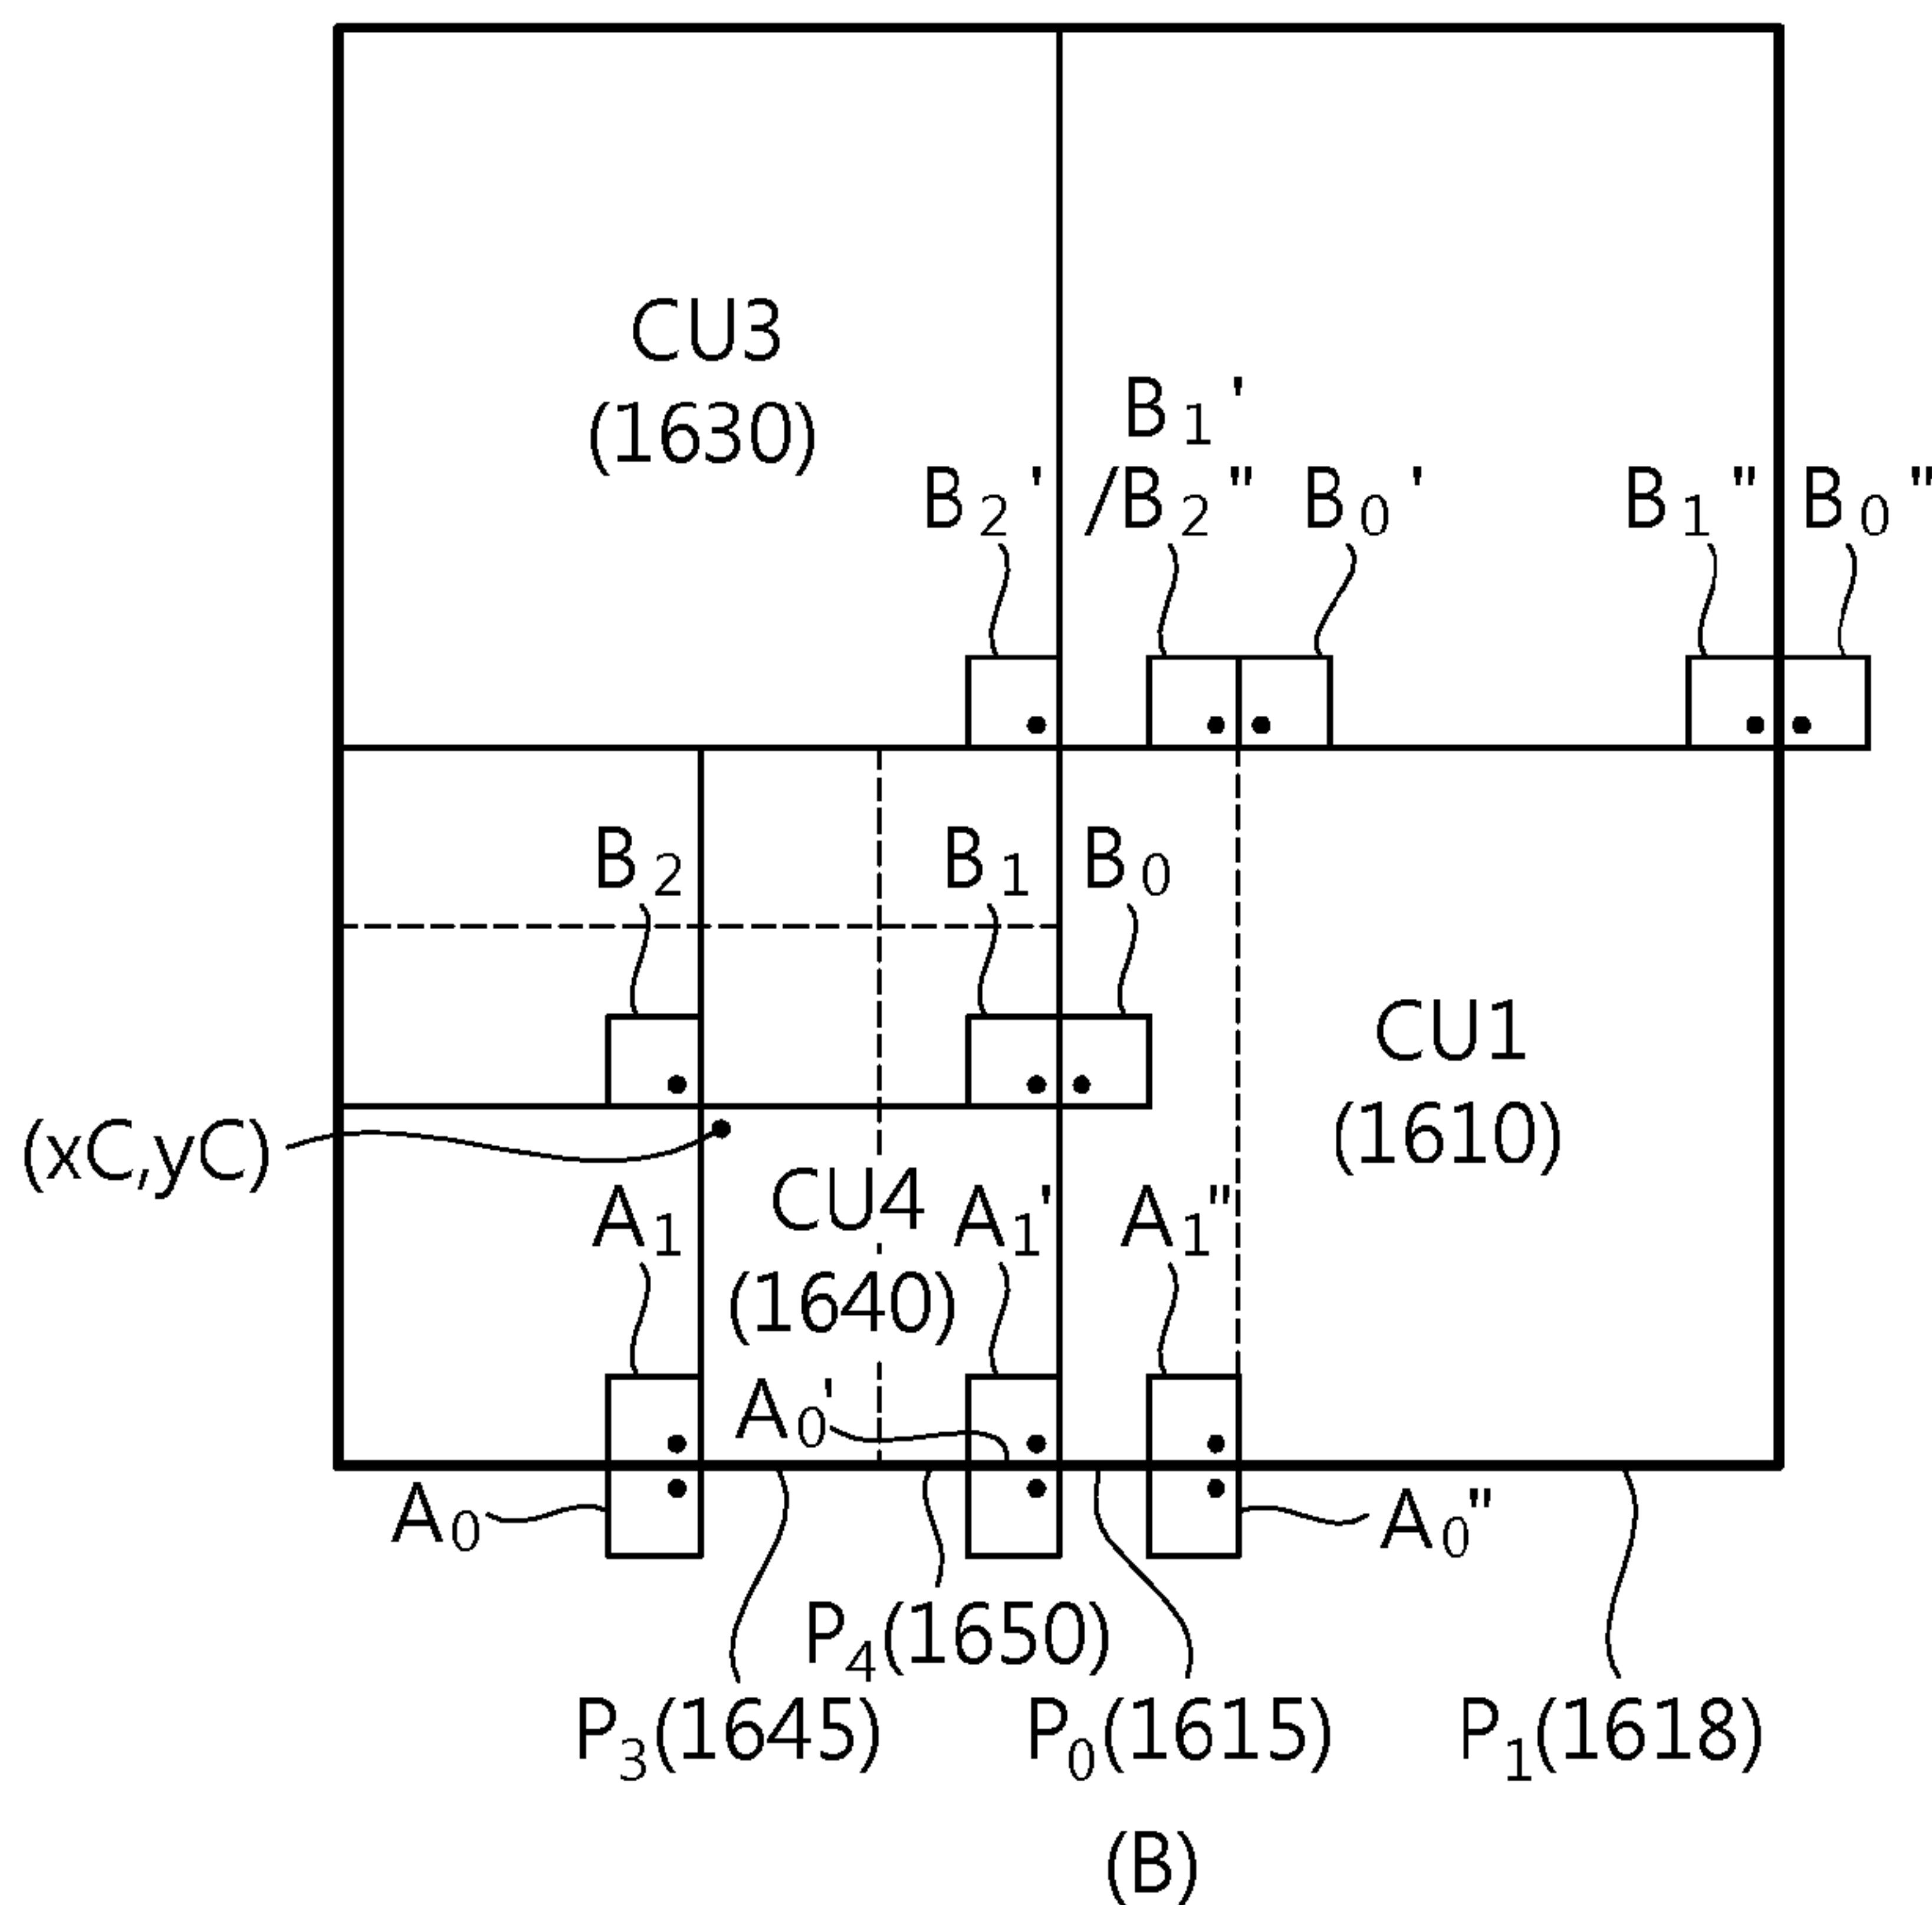 CU3
(1630)
B1'
B2' /B2" B0' B1" B0"
B2 B1 B0
CU1
(1610)
(xC,yC)
CU4
(1640)
A1 A1' A1"
A0'
A0 A0"
P4(1650)
P3(1645) P0(1615) P1(1618)
(B)